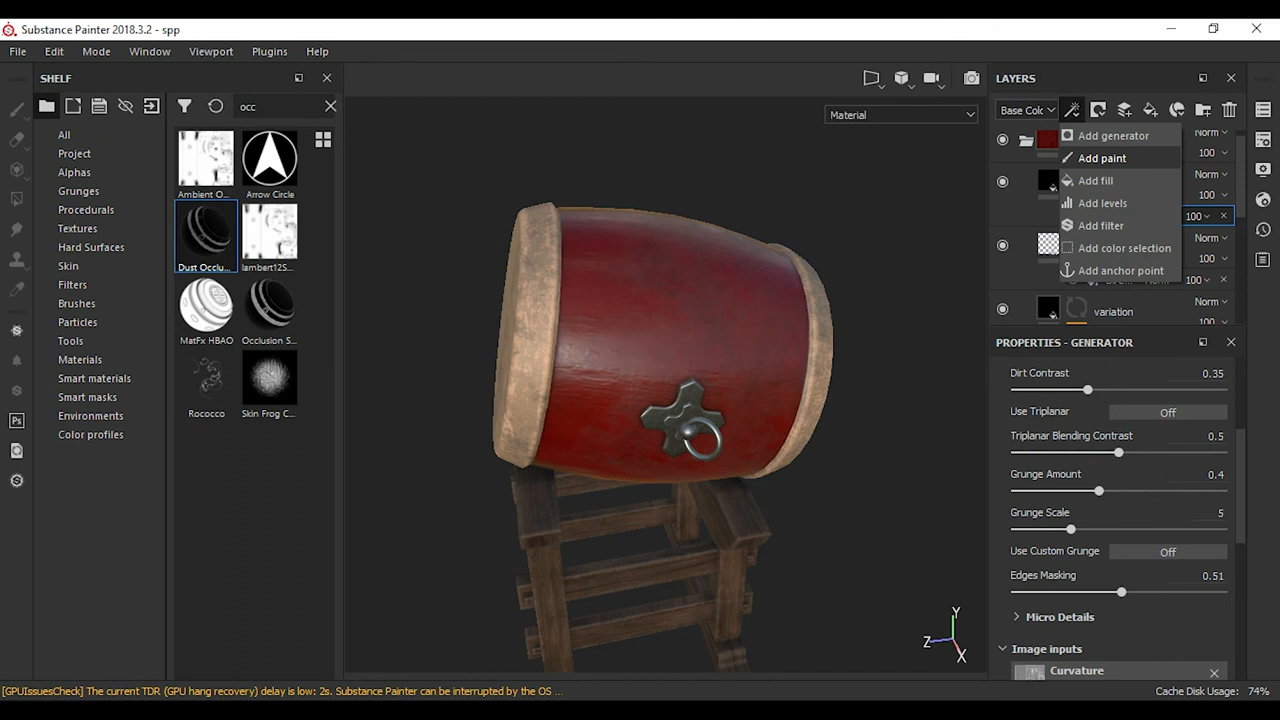 Substance Painter 2018.3.2 - spp
File Edit Mode Window Viewport Plugins Help
SHELF
occ
All
Project
Alphas
Grunges
Procedurals
Textures
Hard Surfaces
Skin
Filters
Brushes
Particles
Tools
Materials
Smart materials
Smart masks
Environments
Color profiles
Ambient O...
Arrow Circle
Dust Occlu...
lambert12S...
MatFx HBAO
Occlusion S...
Rococco
Skin Frog C...
Material
Y
Z
X
LAYERS
Base Col
Add generator
Add paint
Add fill
Add levels
Add filter
Add color selection
Add anchor point
Norm
100
Norm
100
100
Norm
100
Norm 100
variation
Norm
100
PROPERTIES - GENERATOR
Dirt Contrast 0.35
Use Triplanar Off
Triplanar Blending Contrast 0.5
Grunge Amount 0.4
Grunge Scale 5
Use Custom Grunge Off
Edges Masking 0.51
Micro Details
Image inputs
Curvature
Ps
[GPUIssuesCheck] The current TDR (GPU hang recovery) delay is low: 2s. Substance Painter can be interrupted by the OS ...
Cache Disk Usage: 74%